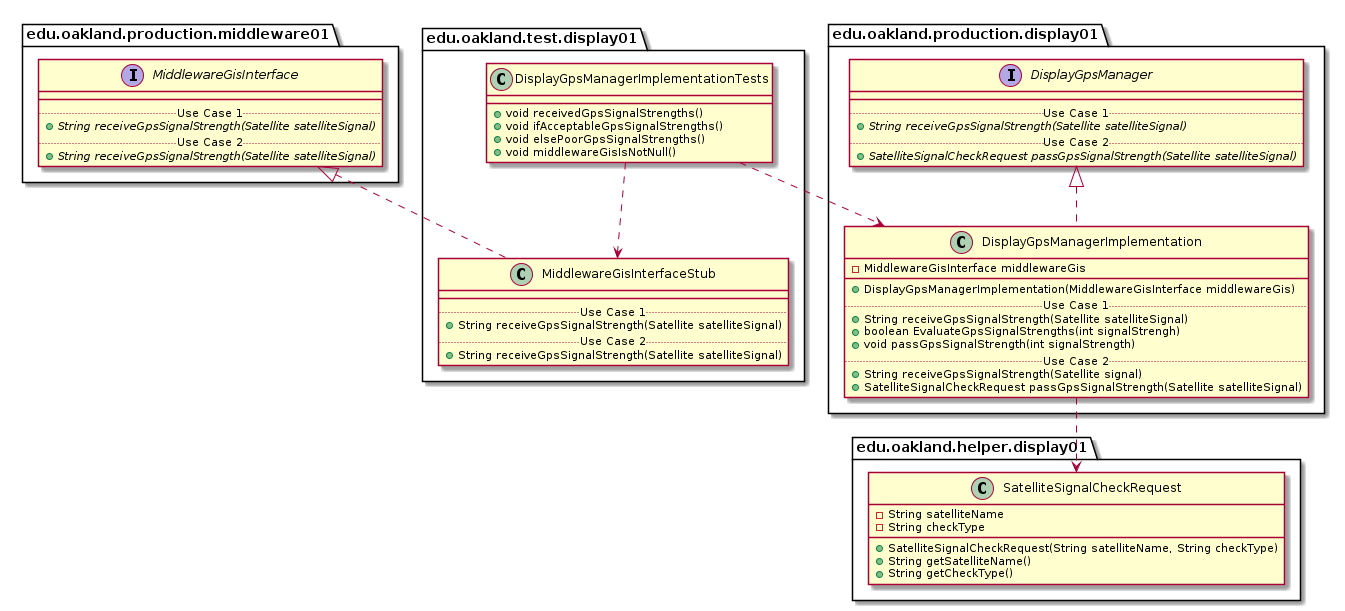 edu.oakland.production.middleware01
I MiddlewareGisInterface
Use Case 1
String receiveGpsSignalStrength(Satellite satelliteSignal)
Use Case 2
String receiveGpsSignalStrength(Satellite satelliteSignal)
edu.oakland.test.display01
C DisplayGpsManagerImplementationTests
void receivedGpsSignalStrengths()
void ifAcceptableGpsSignalStrengths()
void elsePoorGpsSignalStrengths()
void middlewareGisIsNotNull()
C MiddlewareGisInterfaceStub
Use Case 1
String receiveGpsSignalStrength(Satellite satelliteSignal)
Use Case 2
String receiveGpsSignalStrength(Satellite satelliteSignal)
edu.oakland.production.display01
I DisplayGpsManager
Use Case 1
String receiveGpsSignalStrength(Satellite satelliteSignal)
Use Case 2
SatelliteSignalCheckRequest passGpsSignalStrength(Satellite satelliteSignal)
C DisplayGpsManagerImplementation
MiddlewareGisInterface middlewareGis
DisplayGpsManagerImplementation(MiddlewareGisInterface middlewareGis)
Use Case 1
String receiveGpsSignalStrength(Satellite satelliteSignal)
boolean EvaluateGpsSignalStrengths(int signalStrengh)
void passGpsSignalStrength(int signalStrength)
Use Case 2
String receiveGpsSignalStrength(Satellite signal)
SatelliteSignalCheckRequest passGpsSignalStrength(Satellite satelliteSignal)
edu.oakland.helper.display01
C SatelliteSignalCheckRequest
String satelliteName
String checkType
SatelliteSignalCheckRequest(String satelliteName, String checkType)
String getSatelliteName()
String getCheckType()